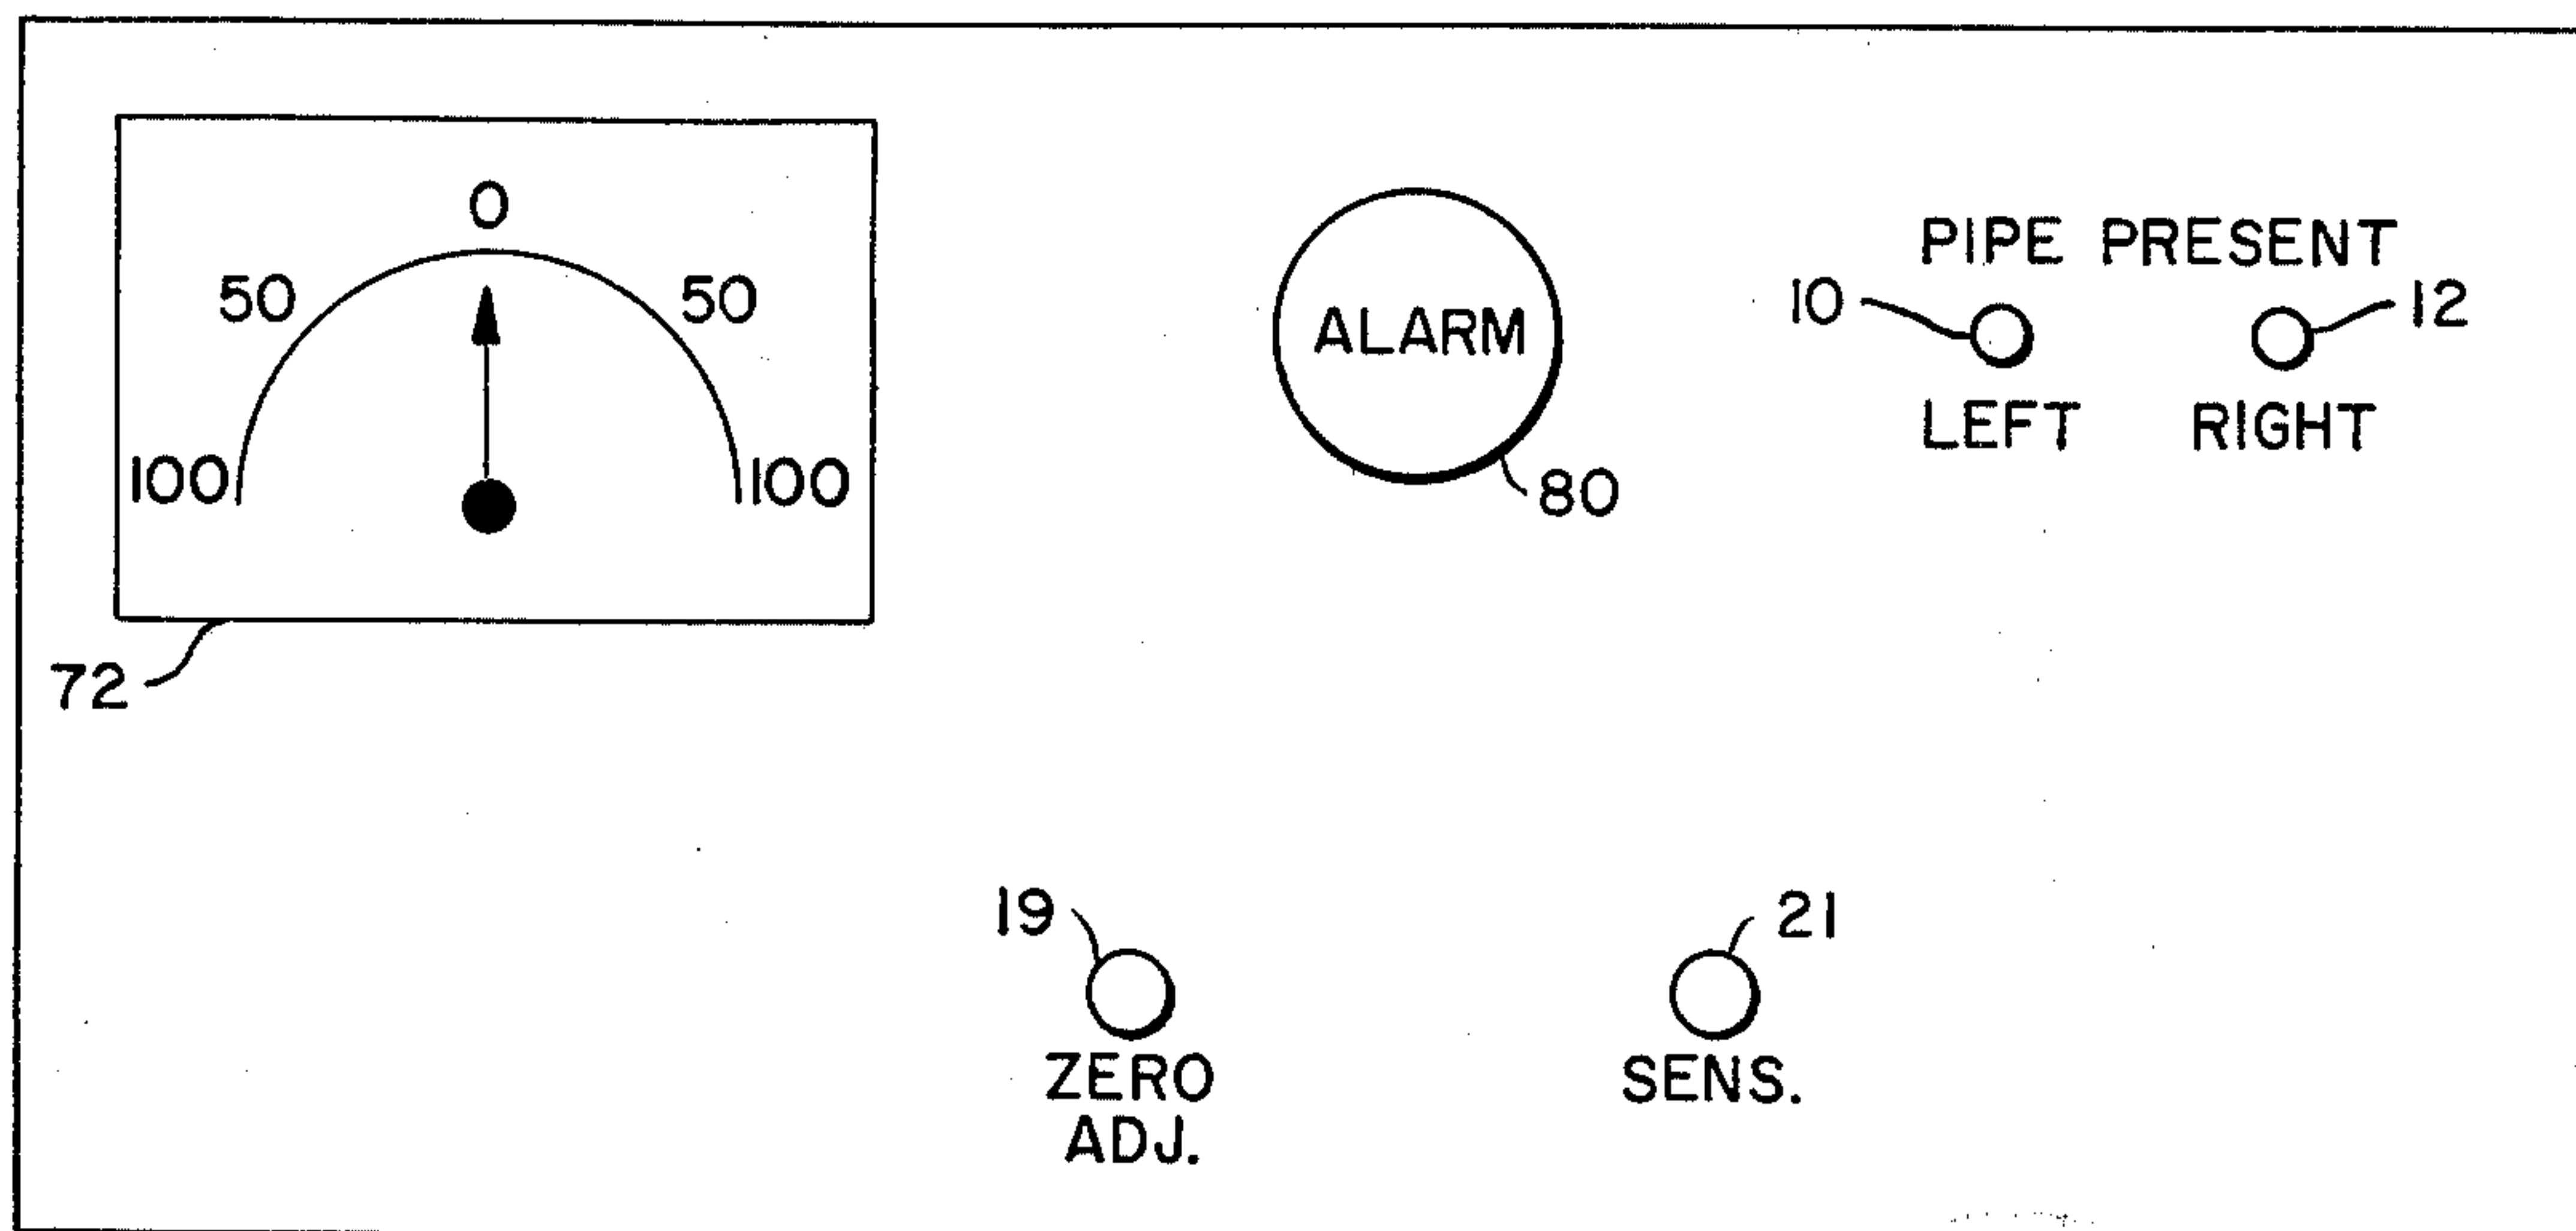 0
50 50
100 100
72
ALARM
80
PIPE PRESENT
10 12
LEFT RIGHT
19
ZERO
ADJ.
21
SENS.